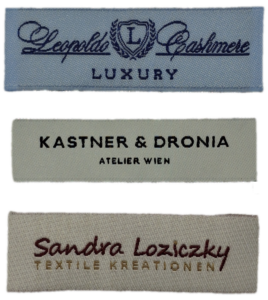 Leopoldo L Cashmere
LUXURY
KASTNER & DRONIA
ATELIER WIEN
Sandra Loziczky
TEXTILE KREATIONEN